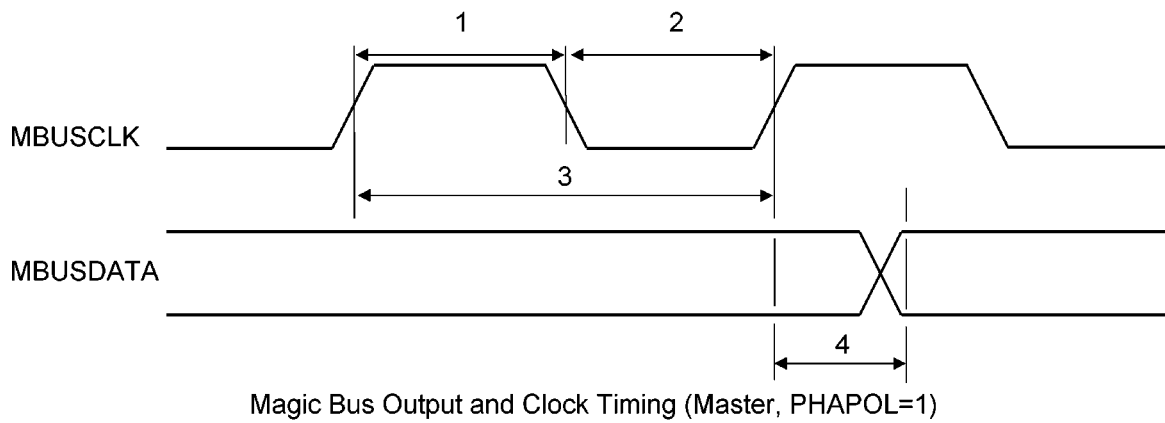 1
2
MBUSCLK
3
MBUSDATA
4
Magic Bus Output and Clock Timing (Master, PHAPOL=1)